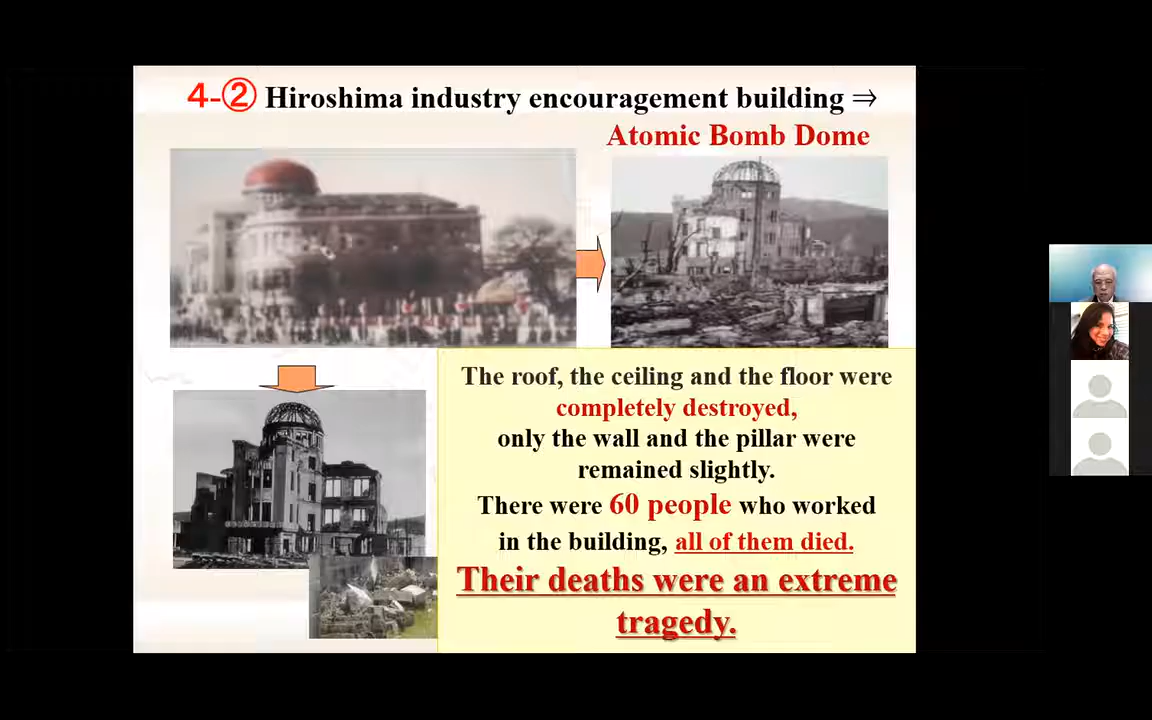 4-② Hiroshima industry encouragement building ⇒
Atomic Bomb Dome
The roof, the ceiling and the floor were
completely destroyed,
only the wall and the pillar were
remained slightly.
There were 60 people who worked
in the building, all of them died.
Their deaths were an extreme
tragedy.